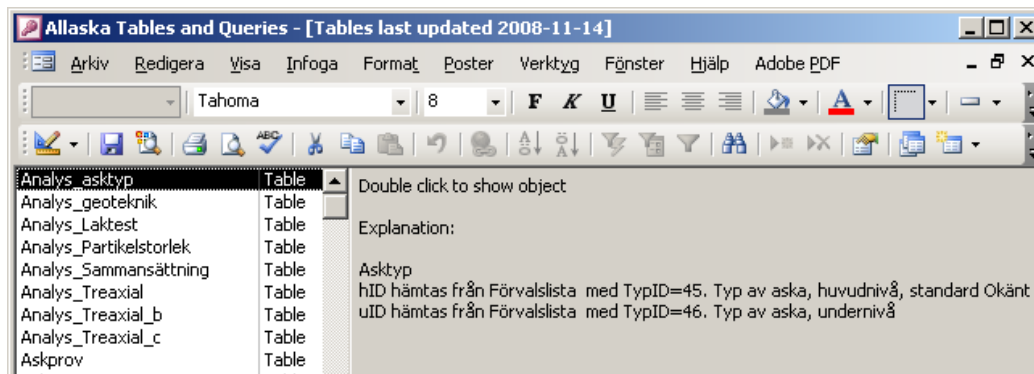 Allaska Tables and Queries - [Tables last updated 2008-11-14]
Arkiv Redigera Visa Infoga Format Poster Verktyg Fönster Hjälp Adobe PDF
Tahoma 8 F K U A
ABC
Analys_asktyp Table
Analys_geoteknik Table
Analys_Laktest Table
Analys_Partikelstorlek Table
Analys_Sammansättning Table
Analys_Treaxial Table
Analys_Treaxial_b Table
Analys_Treaxial_c Table
Askprov Table
Double click to show object
Explanation:
Asktyp
hID hämtas från Förvalslista med TypID=45. Typ av aska, huvudnivå, standard Okänt
uID hämtas från Förvalslista med TypID=46. Typ av aska, undernivå